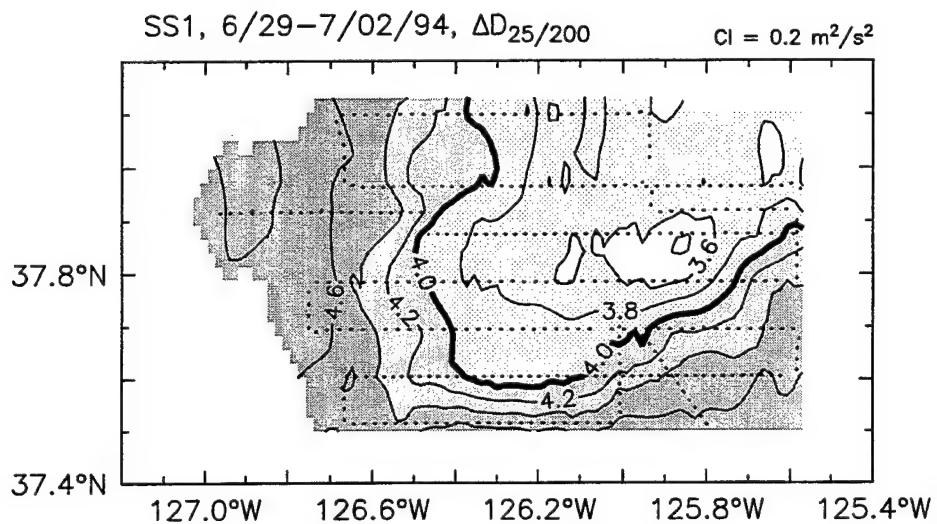 SS1, 6/29−7/02/94, ΔD25/200
CI = 0.2 m²/s²
37.8°N
37.4°N
127.0°W
126.6°W
126.2°W
125.8°W
125.4°W
4.6
4.2
4.0
3.8
3.6
4.0
4.2